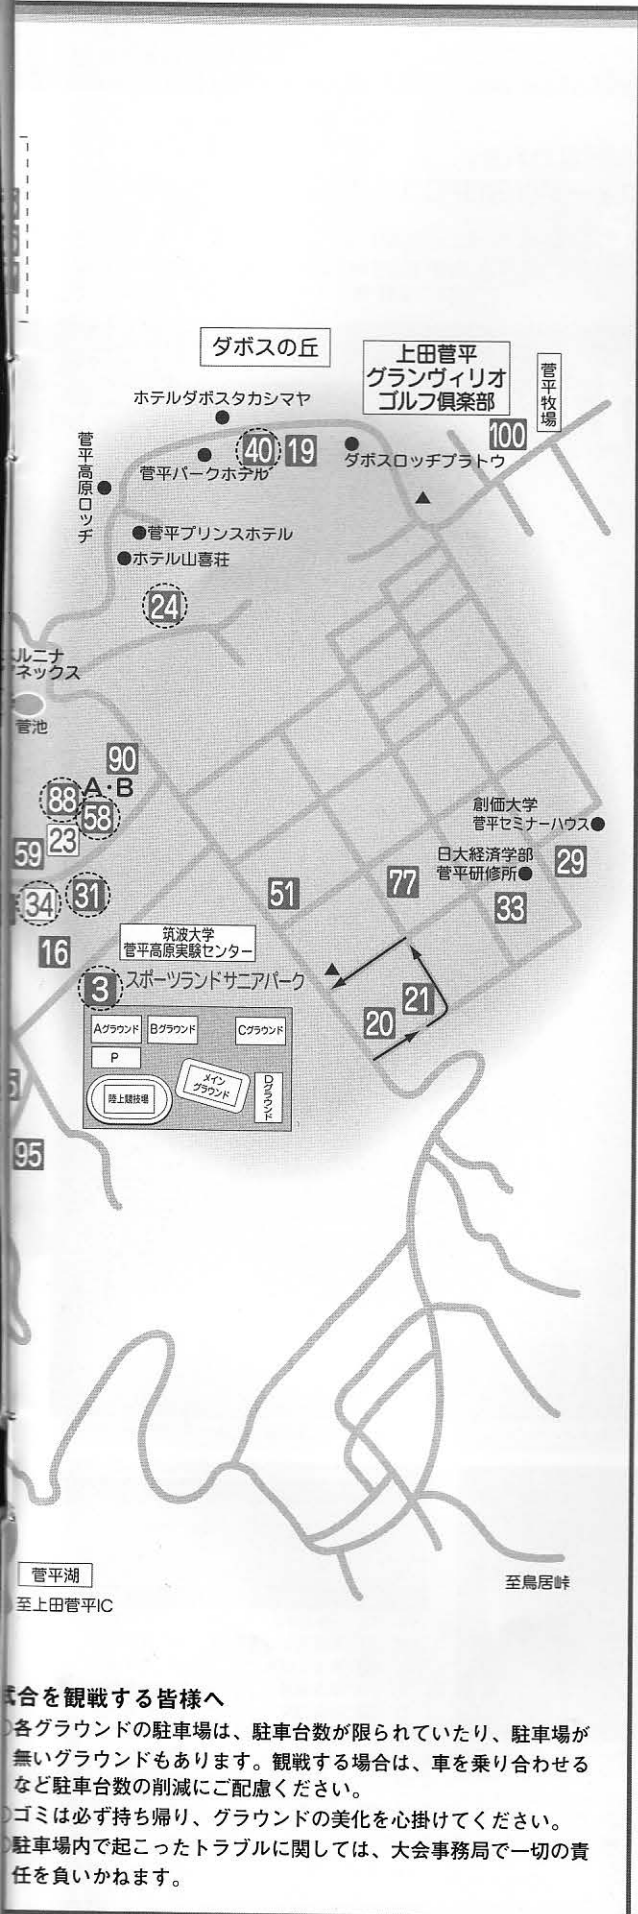 ダボスの丘
上田菅平
グランヴィリオ
ゴルフ倶楽部
菅平牧場
ホテルダボスタカシマヤ
100
40
19
菅平高原ロッヂ
菅平パークホテル
ダボスロッヂプラトウ
菅平プリンスホテル
ホテル山喜荘
24
ルニナ
ネックス
菅池
90
A・B
88
58
23
59
創価大学
菅平セミナーハウス
日大経済学部
菅平研修所
29
77
51
33
31
34
16
筑波大学
菅平高原実験センター
3
スポーツランドサニアパーク
21
20
Aグラウンド
Bグラウンド
Cグラウンド
P
メイン
グラウンド
Dグラウンド
陸上競技場
95
菅平湖
至上田菅平IC
至鳥居峠
試合を観戦する皆様へ
○各グラウンドの駐車場は、駐車台数が限られていたり、駐車場が
無いグラウンドもあります。観戦する場合は、車を乗り合わせる
など駐車台数の削減にご配慮ください。
○ゴミは必ず持ち帰り、グラウンドの美化を心掛けてください。
○駐車場内で起こったトラブルに関しては、大会事務局で一切の責
任を負いかねます。